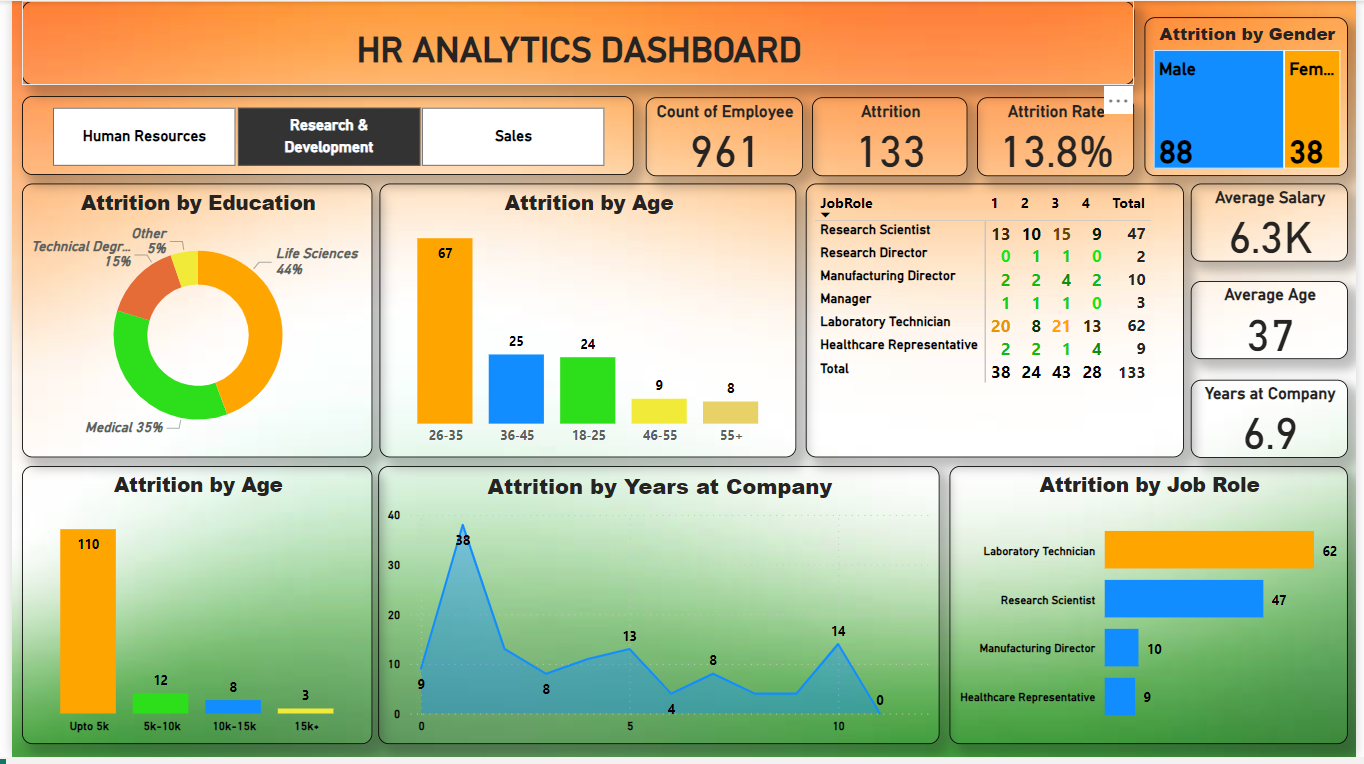 HR ANALYTICS DASHBOARD
Attrition by Gender
Male
Fem...
88
38
Human Resources
Research &
Development
Sales
Count of Employee
961
Attrition
133
Attrition Rate
13.8%
...
Attrition by Education
Other
5%
Technical Degr...
15%
Life Sciences
44%
Medical 35%
Attrition by Age
67
25
24
9
8
26-35
36-45
18-25
46-55
55+
JobRole 1 2 3 4 Total
Research Scientist 13 10 15 9 47
Research Director 0 1 1 0 2
Manufacturing Director 2 2 4 2 10
Manager 1 1 1 0 3
Laboratory Technician 20 8 21 13 62
Healthcare Representative 2 2 1 4 9
Total 38 24 43 28 133
Average Salary
6.3K
Average Age
37
Years at Company
6.9
Attrition by Age
110
12
8
3
Upto 5k
5k-10k
10k-15k
15k+
Attrition by Years at Company
40
30
20
10
0
9
38
8
13
4
8
14
0
0
5
10
Attrition by Job Role
Laboratory Technician 62
Research Scientist 47
Manufacturing Director 10
Healthcare Representative 9